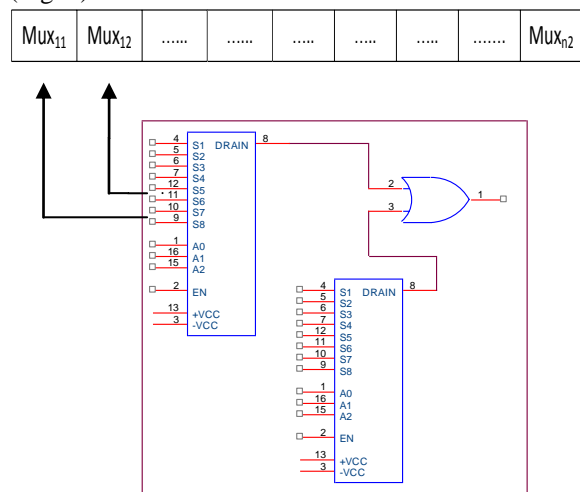 Mux11 Mux12 ...... ...... ..... ..... ..... ....... Muxn2
4 S1 DRAIN 8
5 S2
6 S3
7 S4
12 S5
11 S6
10 S7
9 S8
1 A0
16 A1
15 A2
2 EN
13 +VCC
3 -VCC
2
3
1
4 S1 DRAIN 8
5 S2
6 S3
7 S4
12 S5
11 S6
10 S7
9 S8
1 A0
16 A1
15 A2
2 EN
13 +VCC
3 -VCC